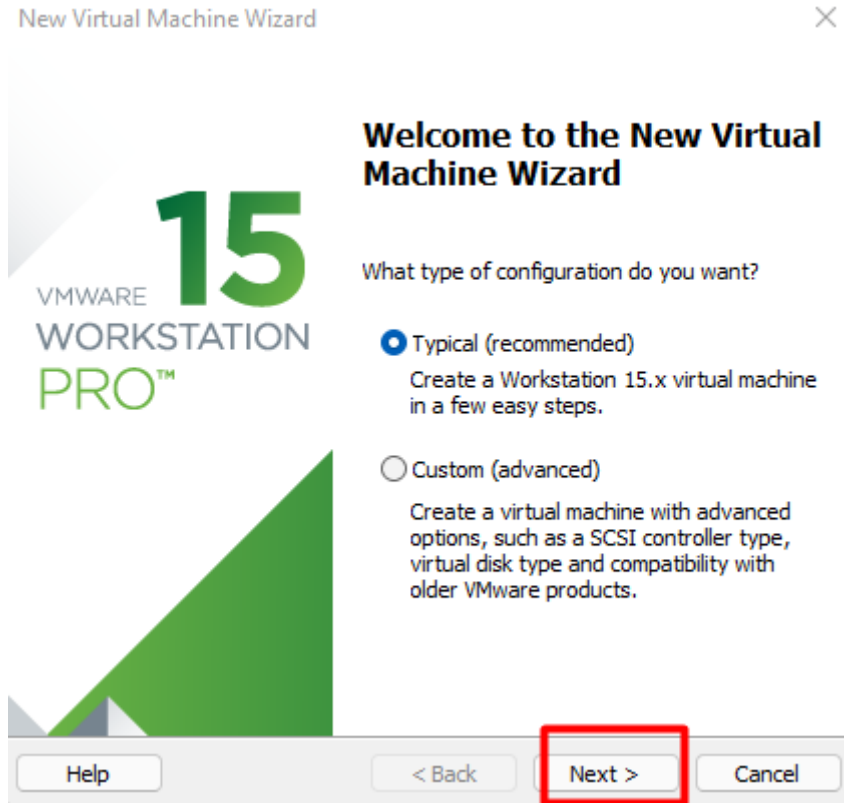 New Virtual Machine Wizard
Welcome to the New Virtual
Machine Wizard
15
VMWARE
WORKSTATION
PRO™
What type of configuration do you want?
Typical (recommended)
Create a Workstation 15.x virtual machine
in a few easy steps.
Custom (advanced)
Create a virtual machine with advanced
options, such as a SCSI controller type,
virtual disk type and compatibility with
older VMware products.
Help
< Back
Next >
Cancel